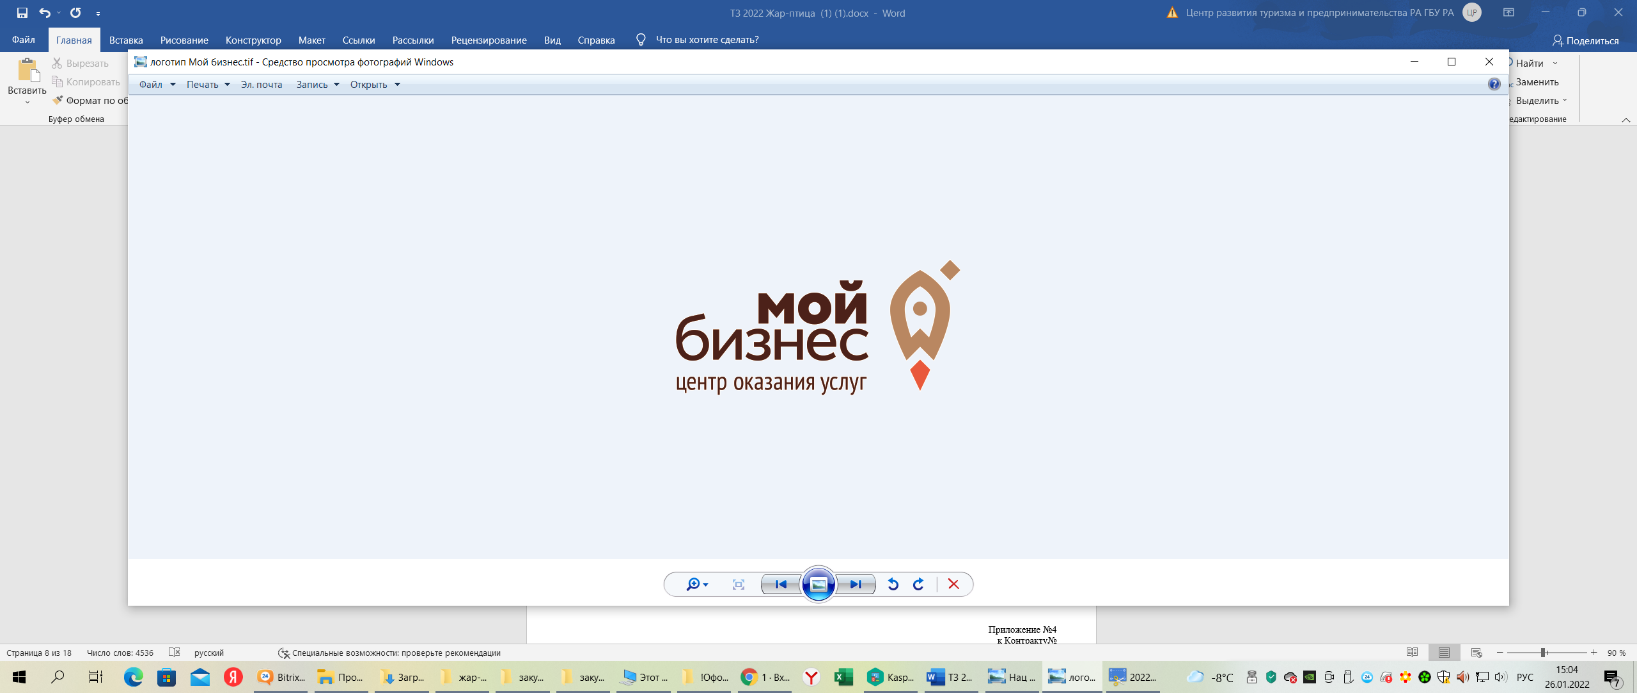 ТЗ 2022 Жар-птица (1) (1).docx - Word
Центр развития туризма и предпринимательства РА ГБУ РА
ЦР
Файл Главная Вставка Рисование Конструктор Макет Ссылки Рассылки Рецензирование Вид Справка Что вы хотите сделать? Поделиться
логотип Мой бизнес.tif - Средство просмотра фотографий Windows
Файл Печать Эл. почта Запись Открыть
Вставить
Вырезать
Копировать
Формат по об
Буфер обмена
Найти
Заменить
Выделить
едактирование
мой
бизнес
центр оказания услуг
Приложение №4
к Контракту№
Страница 8 из 18 Число слов: 4536 русский Специальные возможности: проверьте рекомендации 90 %
Bitrix... Про... Загр... жар-... заку... заку... Этот ... !Офо... 1 - Вх... Kasp... ТЗ 2... Нац ... лого... 2022... -8°C РУС 15:04
26.01.2022
7